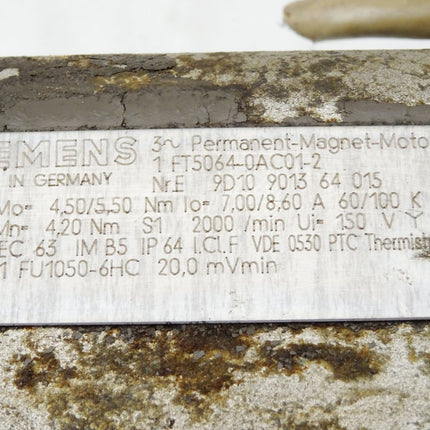 EMENS 3~ Permanent-Magnet-Moto
1 FT5064-0AC01-2
IN GERMANY Nr.E 9D10 9013 64 015
Mo= 4,50/5,50 Nm Io= 7,00/8,60 A 60/100 K
Mn= 4,20 Nm S1 2000 /min Ui= 150 V Y
EC 63 IM B5 IP 64 I.Cl.F VDE 0530 PTC Thermist
1 FU1050-6HC 20,0 mVmin